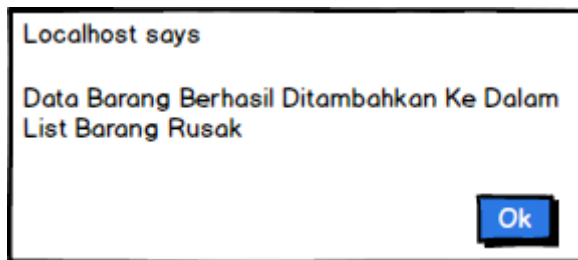 Localhost says
Data Barang Berhasil Ditambahkan Ke Dalam
List Barang Rusak
Ok